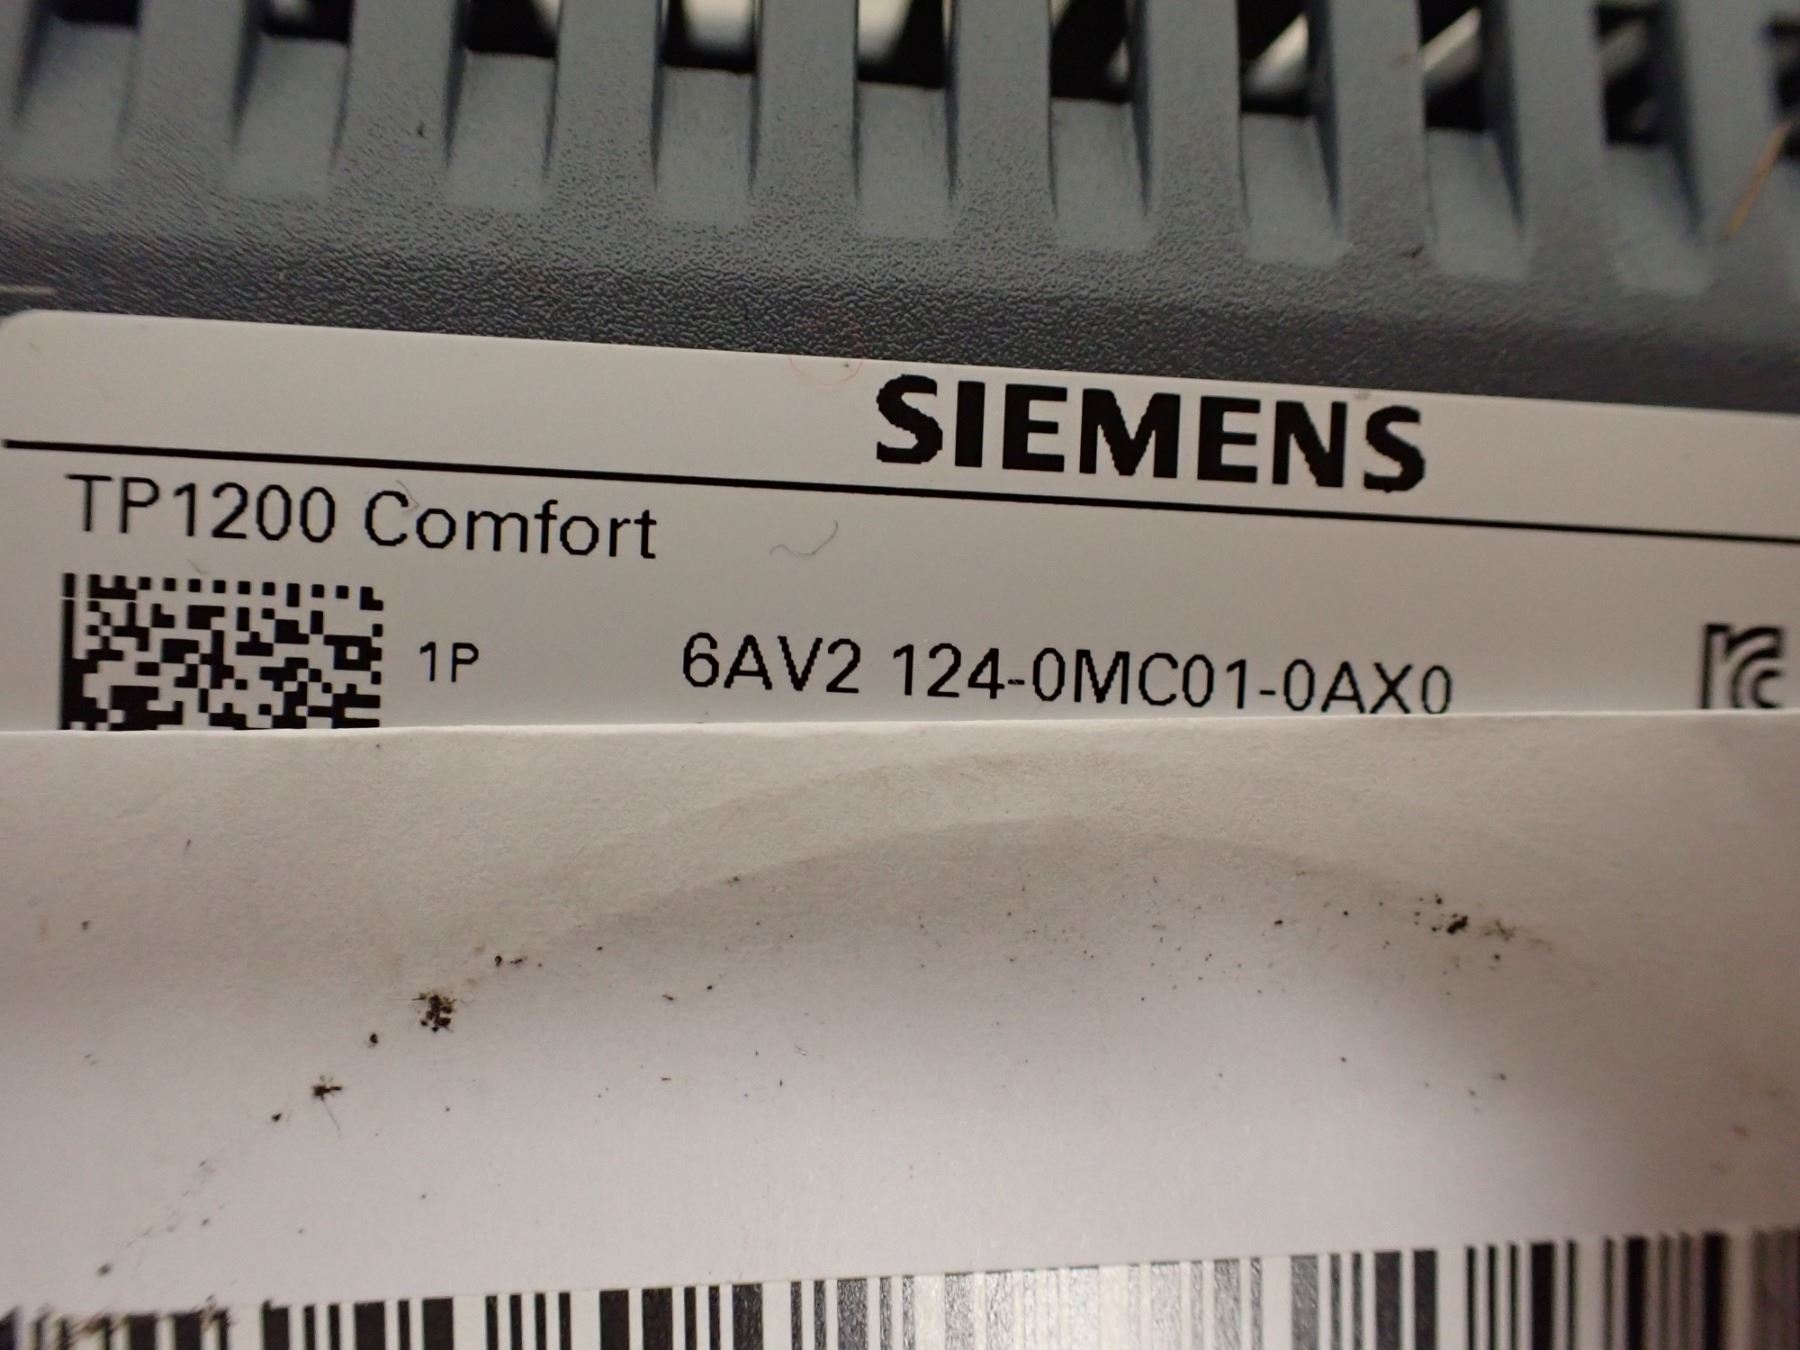 SIEMENS
TP1200 Comfort
1P 6AV2 124-0MC01-0AX0